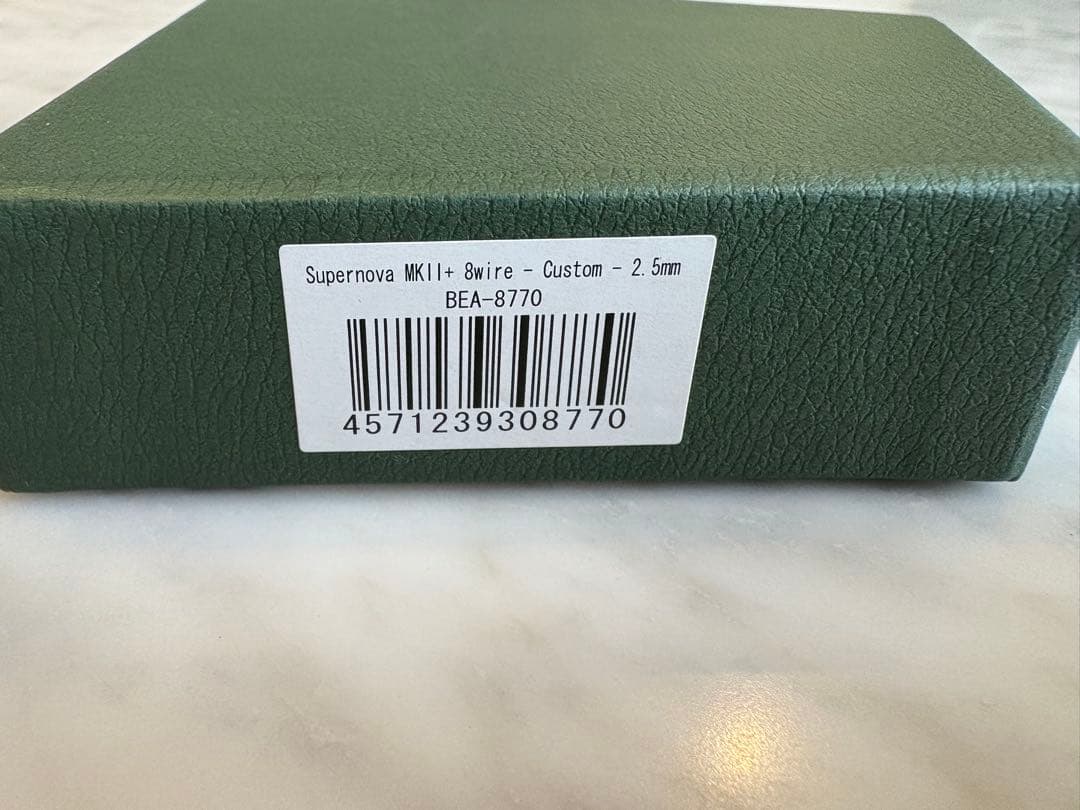 Supernova MKII+ 8wire - Custom - 2.5mm
BEA-8770
4571239308770